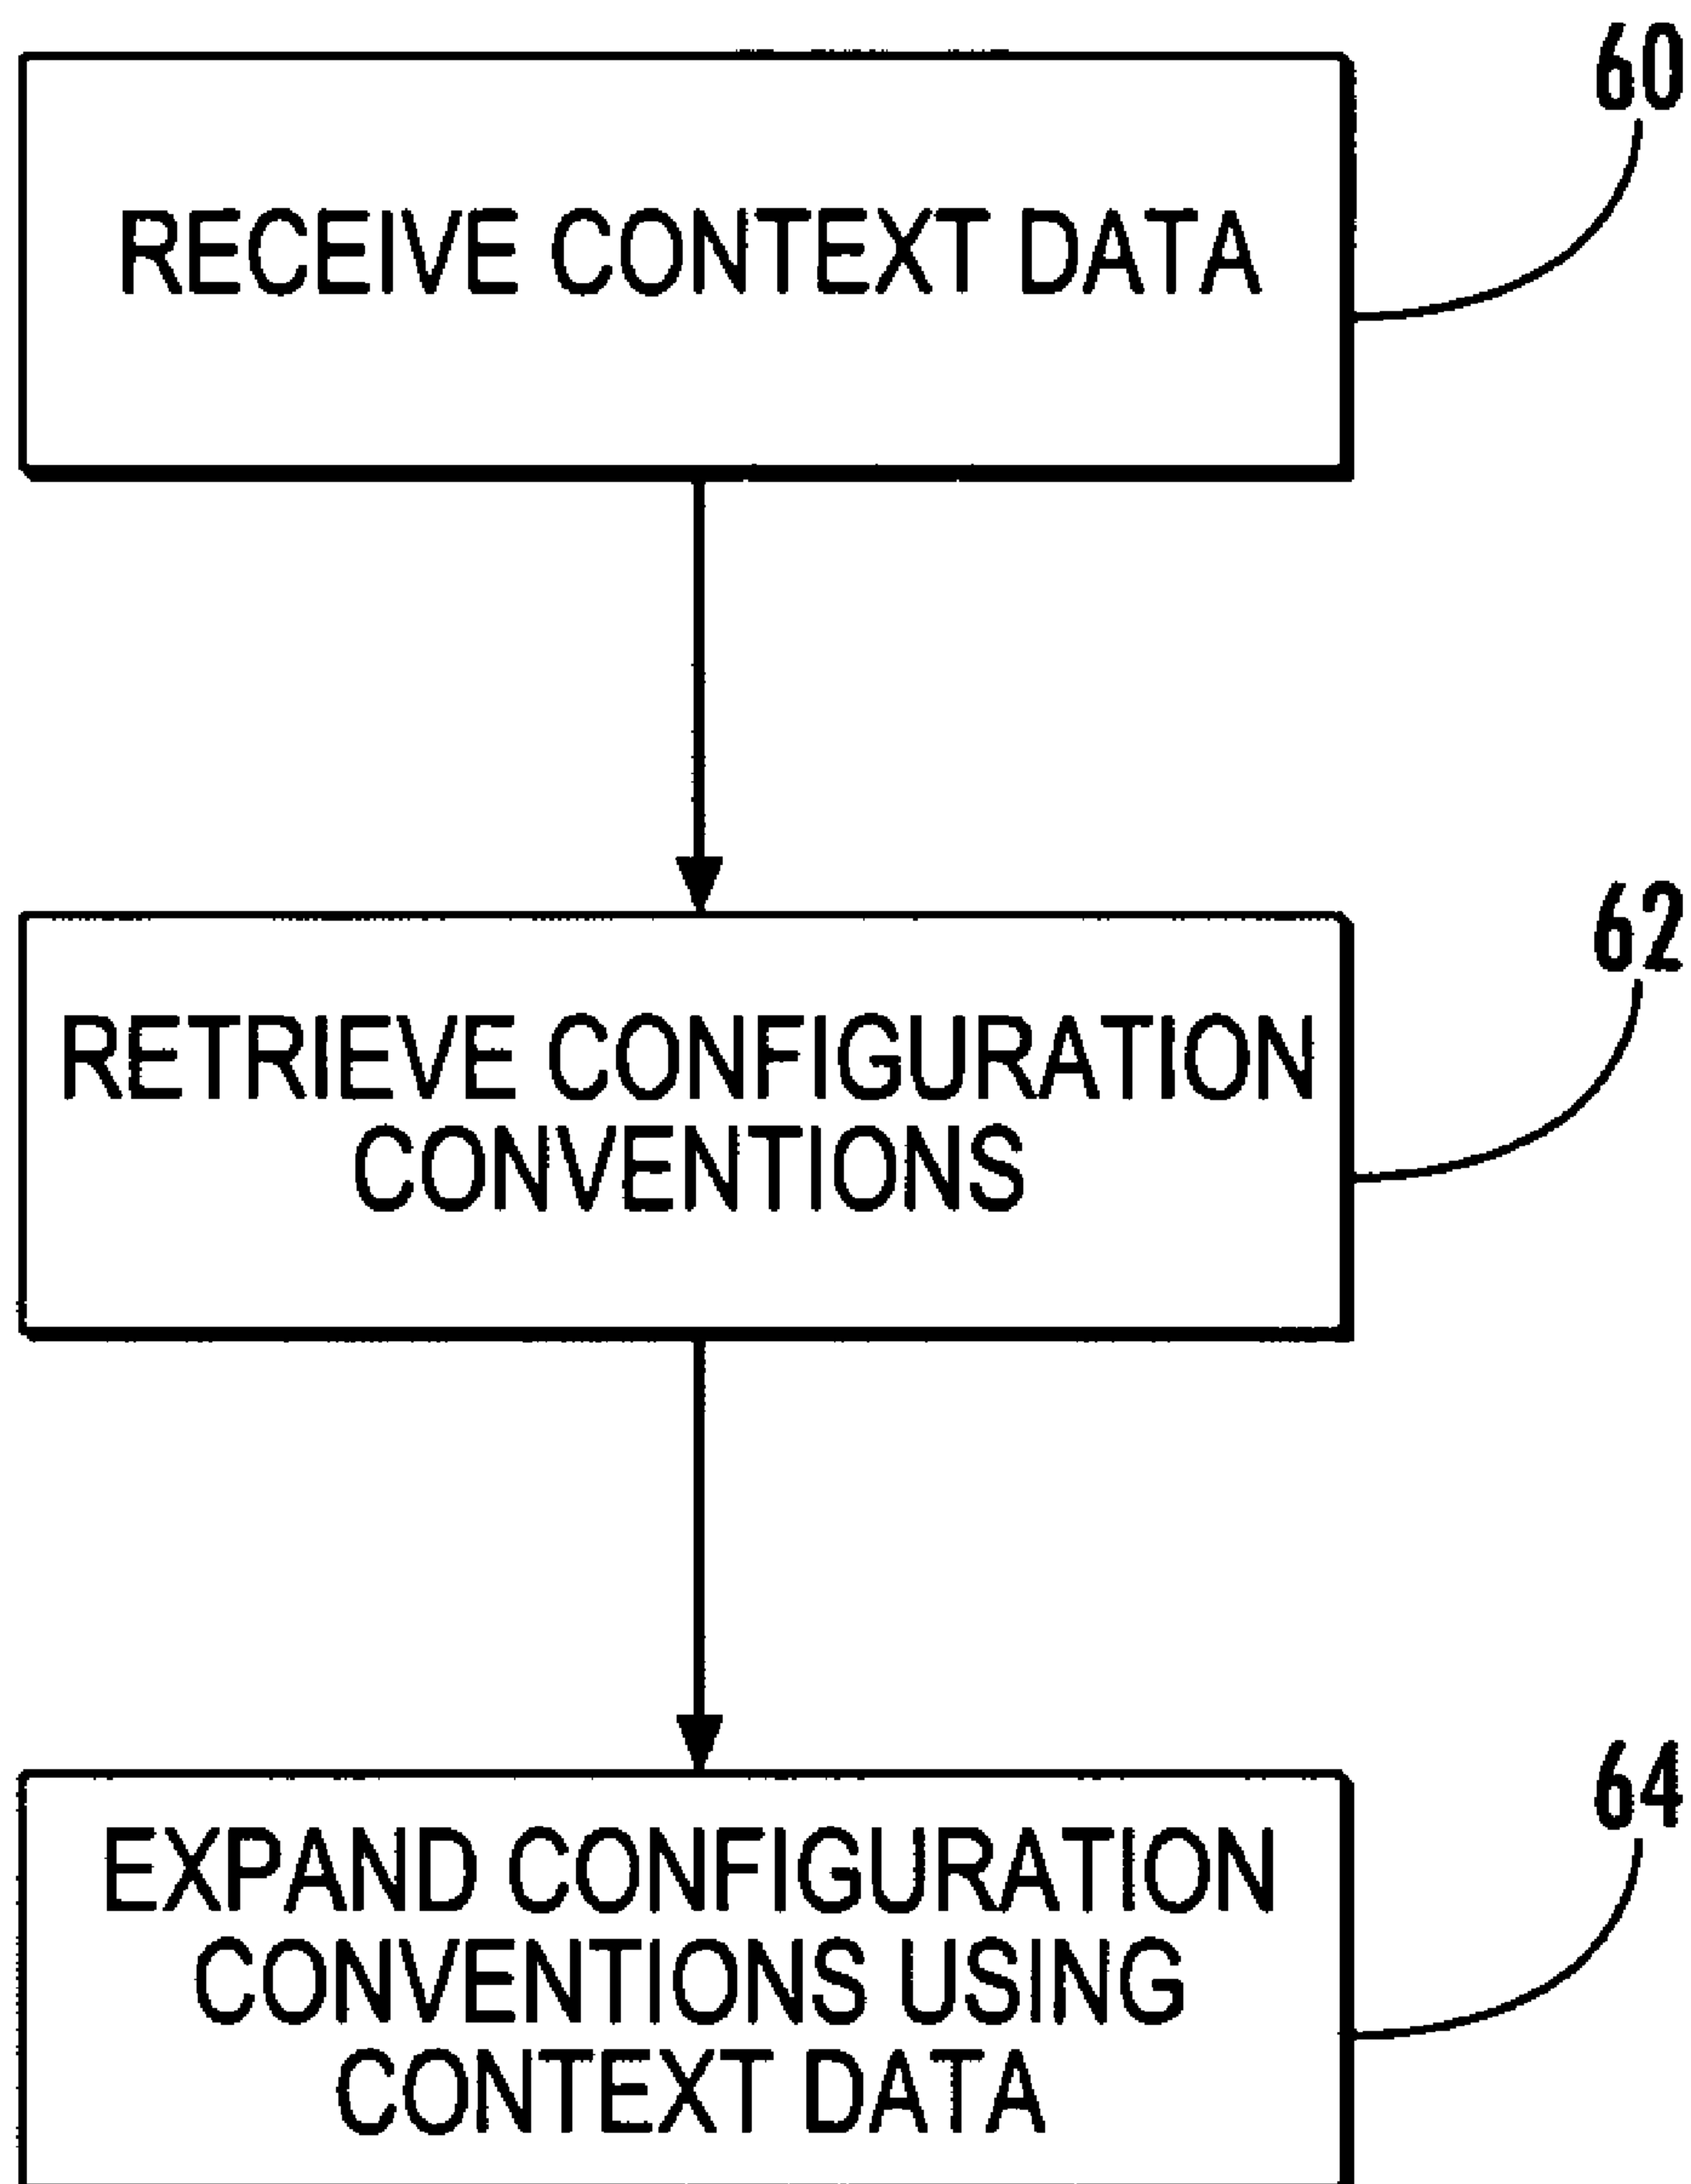 60
RECEIVE CONTEXT DATA
62
RETRIEVE CONFIGURATION
CONVENTIONS
64
EXPAND CONFIGURATION
CONVENTIONS USING
CONTEXT DATA